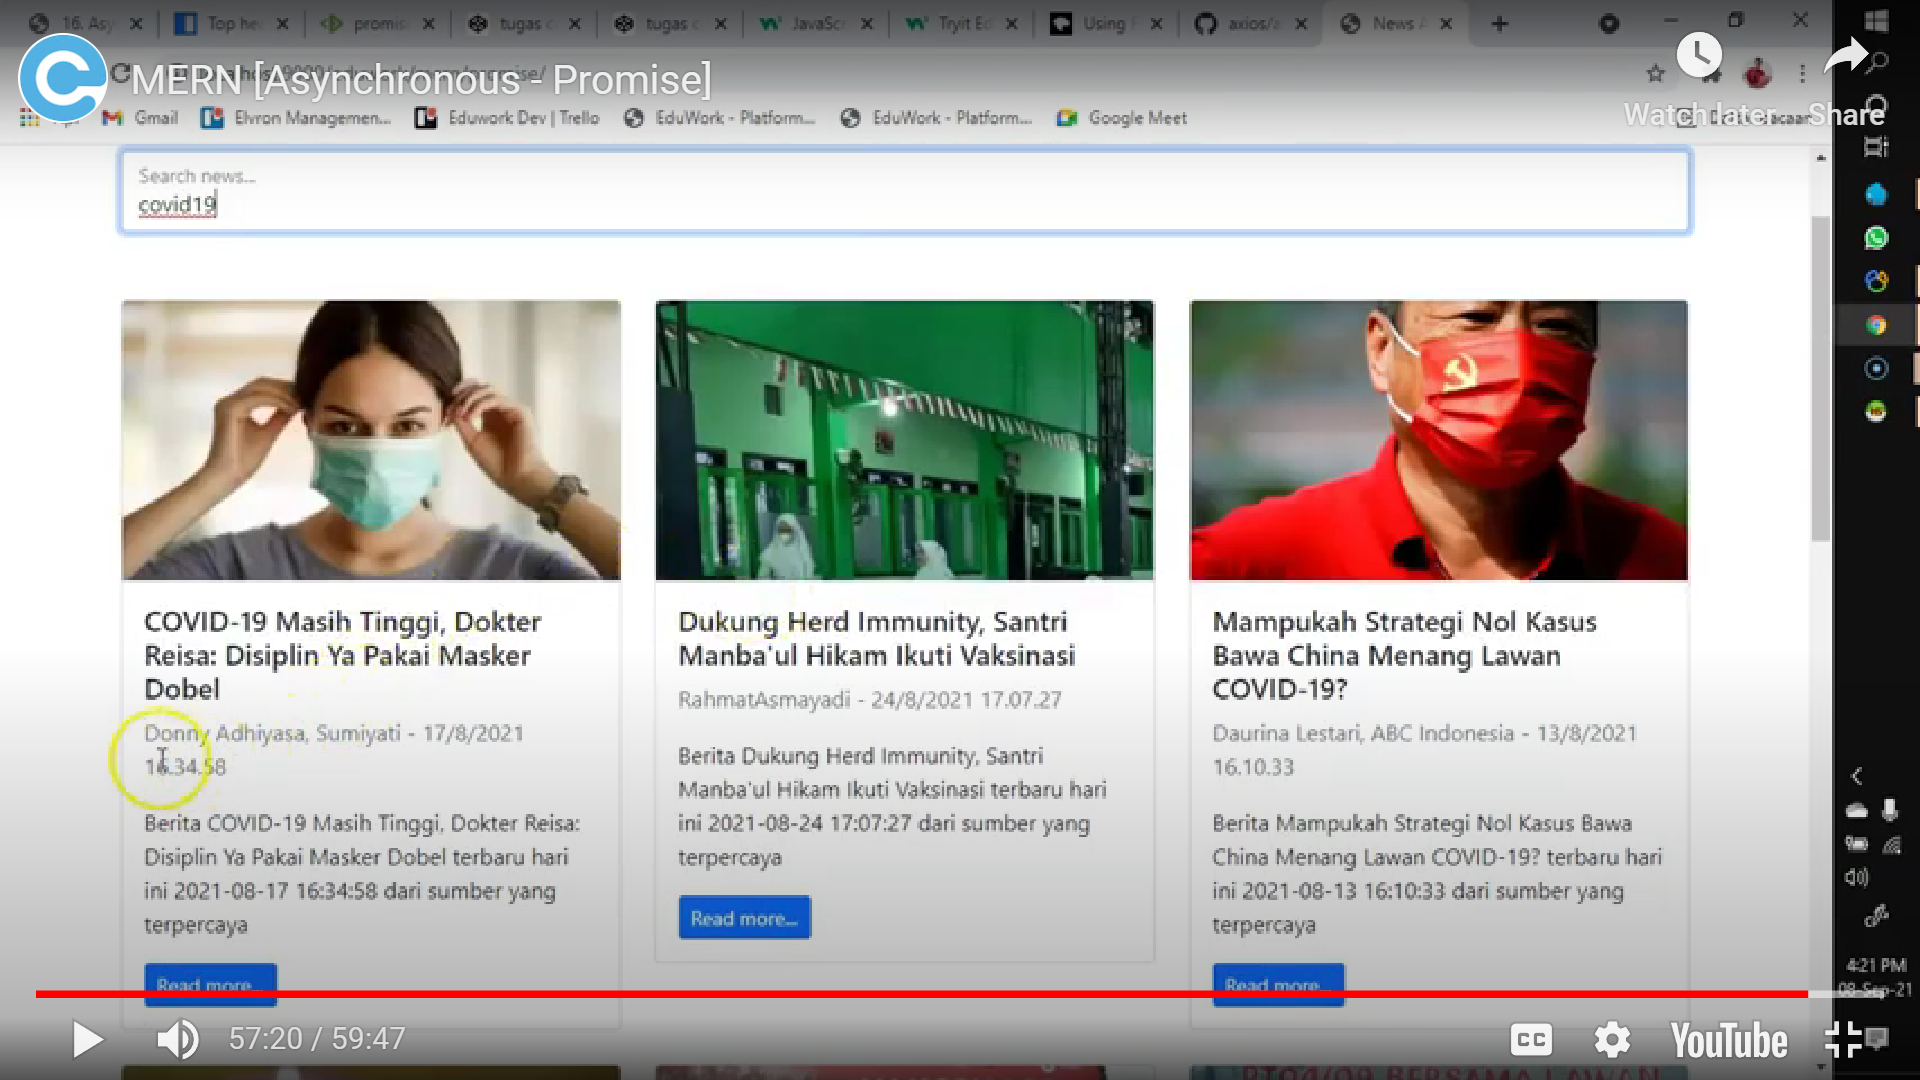 16. Asy
Top he
promis
tugas c
tugas c
JavaSc
Tryit Ed
Using
axios/a
News A
MERN [Asynchronous - Promise]
Gmail
Elvron Managemen...
Eduwork Dev | Trello
EduWork - Platform...
EduWork - Platform...
Google Meet
Watch later
Share
Search news...
covid19
COVID-19 Masih Tinggi, Dokter
Reisa: Disiplin Ya Pakai Masker
Dobel
Donny Adhiyasa, Sumiyati - 17/8/2021
16.34.58
Berita COVID-19 Masih Tinggi, Dokter Reisa:
Disiplin Ya Pakai Masker Dobel terbaru hari
ini 2021-08-17 16:34:58 dari sumber yang
terpercaya
Read more...
Dukung Herd Immunity, Santri
Manba'ul Hikam Ikuti Vaksinasi
RahmatAsmayadi - 24/8/2021 17.07.27
Berita Dukung Herd Immunity, Santri
Manba'ul Hikam Ikuti Vaksinasi terbaru hari
ini 2021-08-24 17:07:27 dari sumber yang
terpercaya
Read more...
Mampukah Strategi Nol Kasus
Bawa China Menang Lawan
COVID-19?
Daurina Lestari, ABC Indonesia - 13/8/2021
16.10.33
Berita Mampukah Strategi Nol Kasus Bawa
China Menang Lawan COVID-19? terbaru hari
ini 2021-08-13 16:10:33 dari sumber yang
terpercaya
Read more...
4:21 PM
08-Sep-21
57:20 / 59:47
CC
YouTube
BERSAMA LAWAN